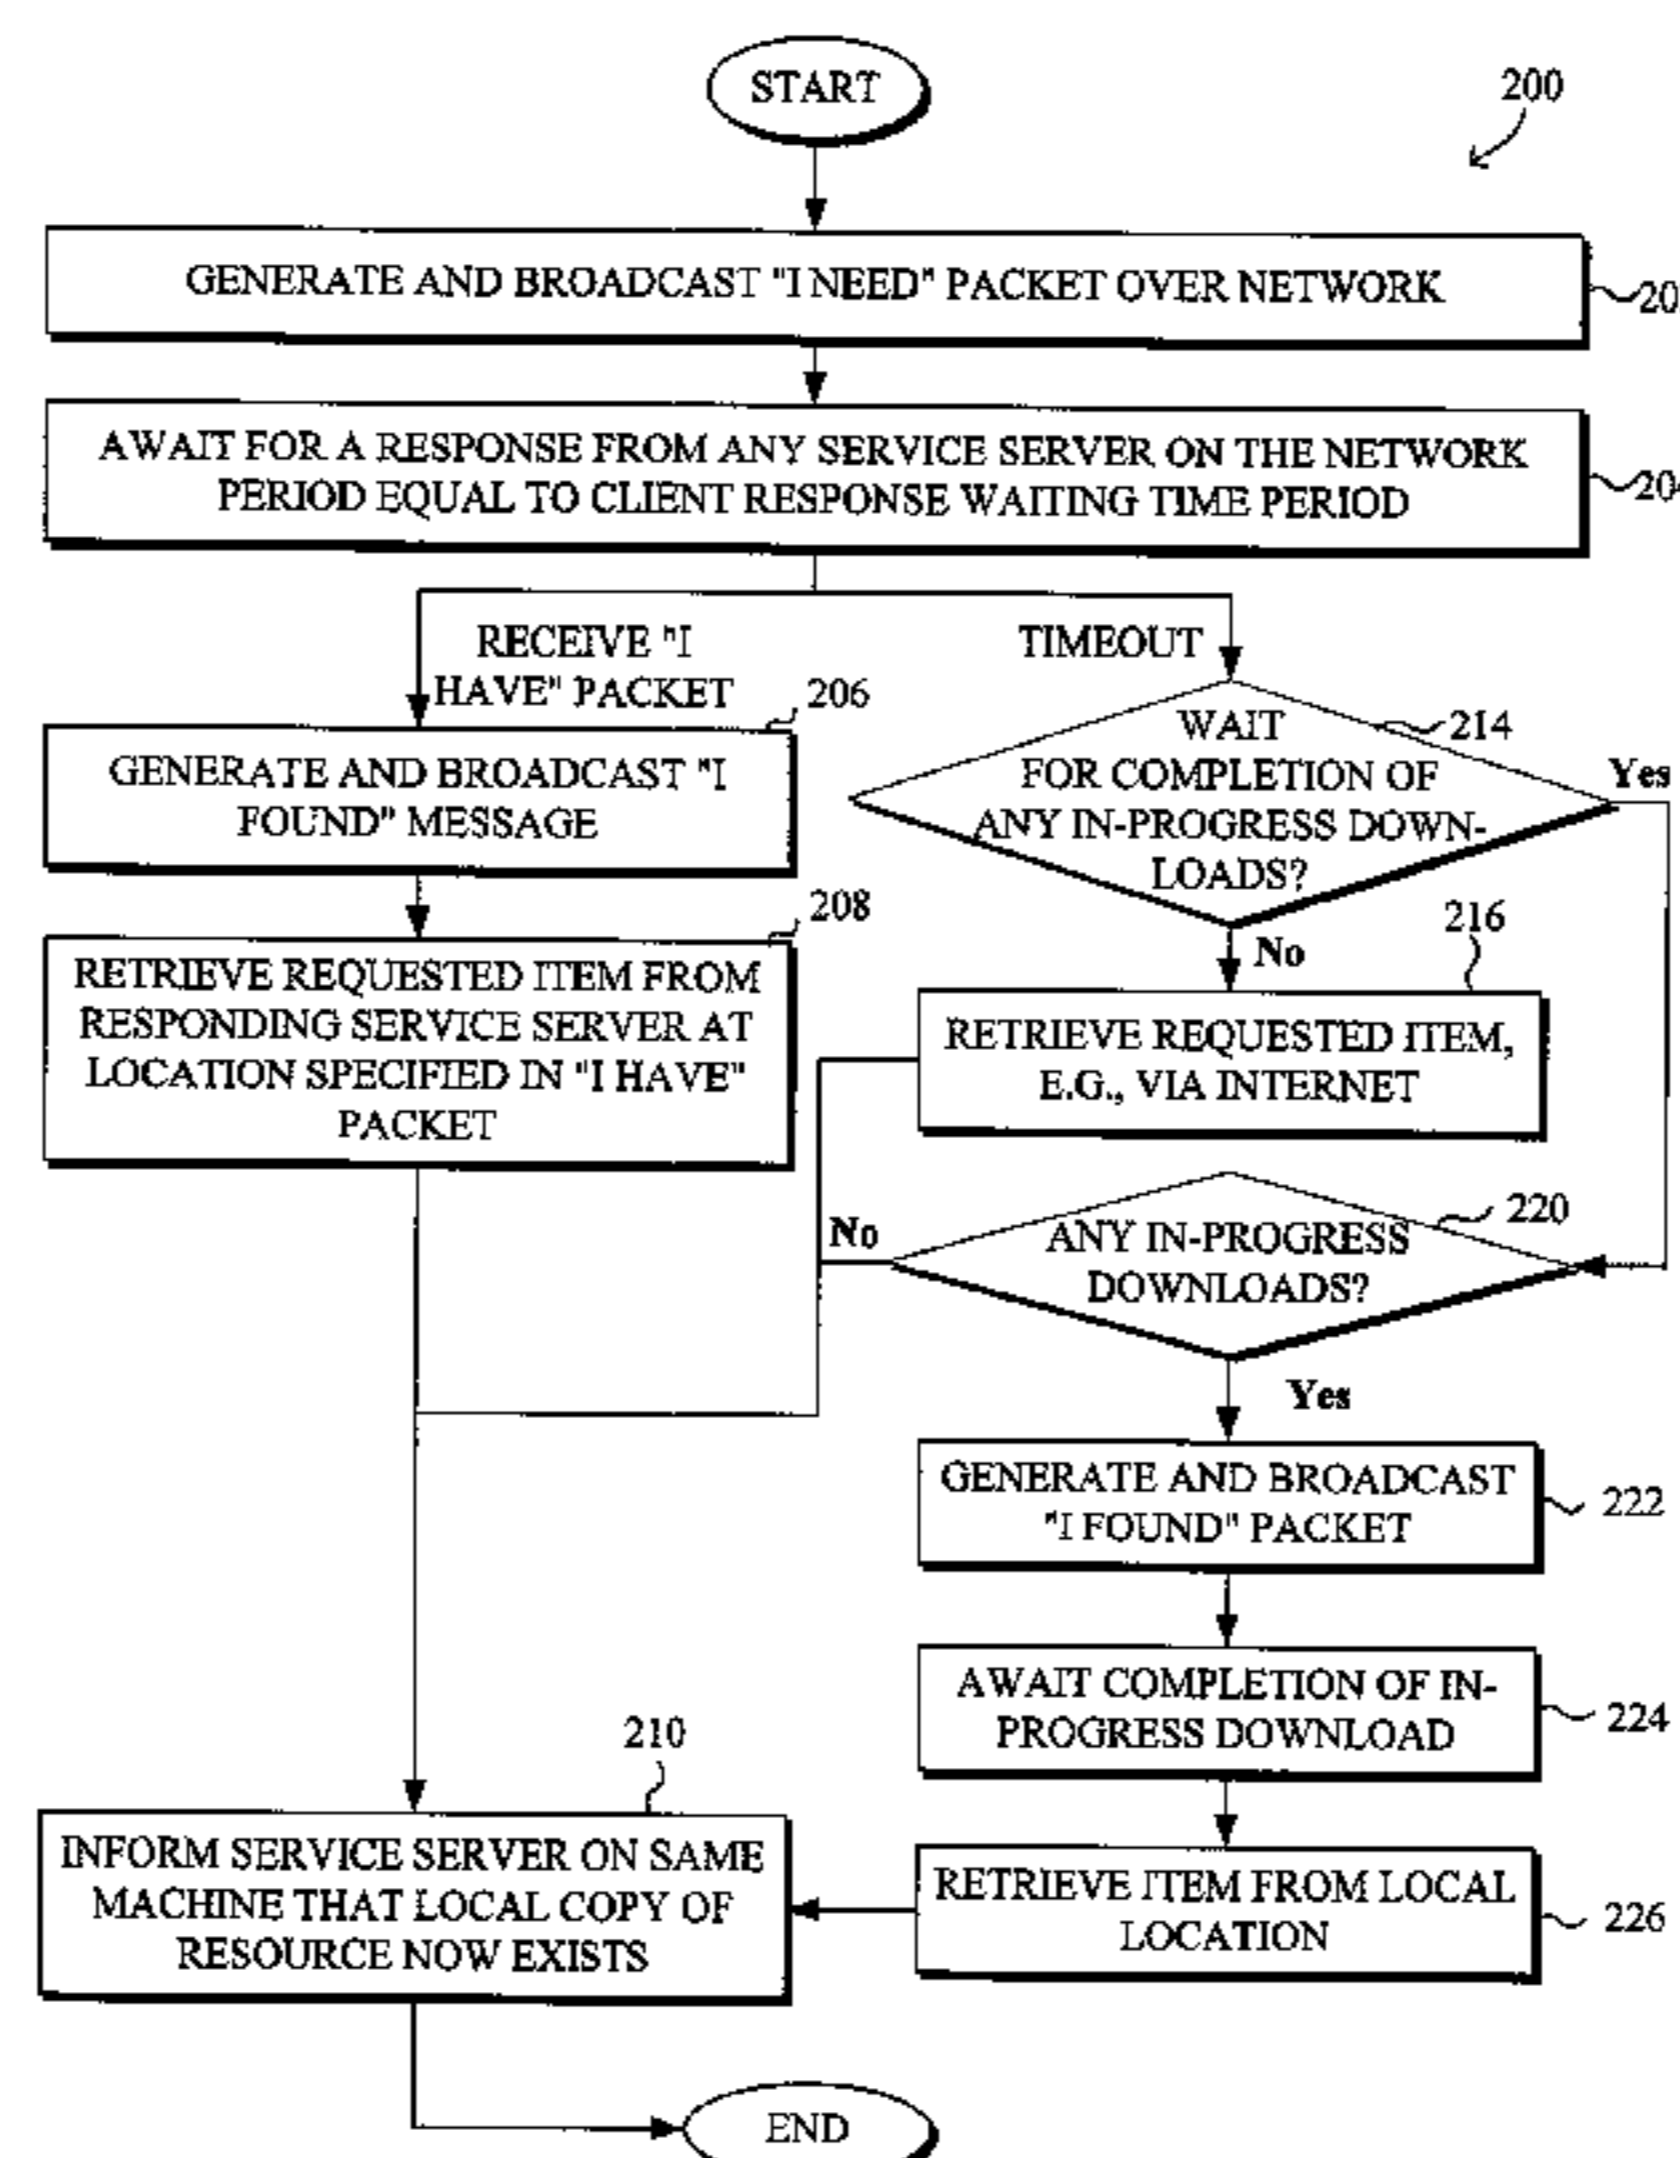 START
200
GENERATE AND BROADCAST "I NEED" PACKET OVER NETWORK
20
AWAIT FOR A RESPONSE FROM ANY SERVICE SERVER ON THE NETWORK
PERIOD EQUAL TO CLIENT RESPONSE WAITING TIME PERIOD
204
RECEIVE "I
HAVE" PACKET
TIMEOUT
206
GENERATE AND BROADCAST "I
FOUND" MESSAGE
WAIT
FOR COMPLETION OF
ANY IN-PROGRESS DOWN-
LOADS?
214
Yes
208
RETRIEVE REQUESTED ITEM FROM
RESPONDING SERVICE SERVER AT
LOCATION SPECIFIED IN "I HAVE"
PACKET
No
216
RETRIEVE REQUESTED ITEM,
E.G., VIA INTERNET
No
ANY IN-PROGRESS
DOWNLOADS?
220
Yes
GENERATE AND BROADCAST
"I FOUND" PACKET
222
AWAIT COMPLETION OF IN-
PROGRESS DOWNLOAD
224
210
INFORM SERVICE SERVER ON SAME
MACHINE THAT LOCAL COPY OF
RESOURCE NOW EXISTS
RETRIEVE ITEM FROM LOCAL
LOCATION
226
END